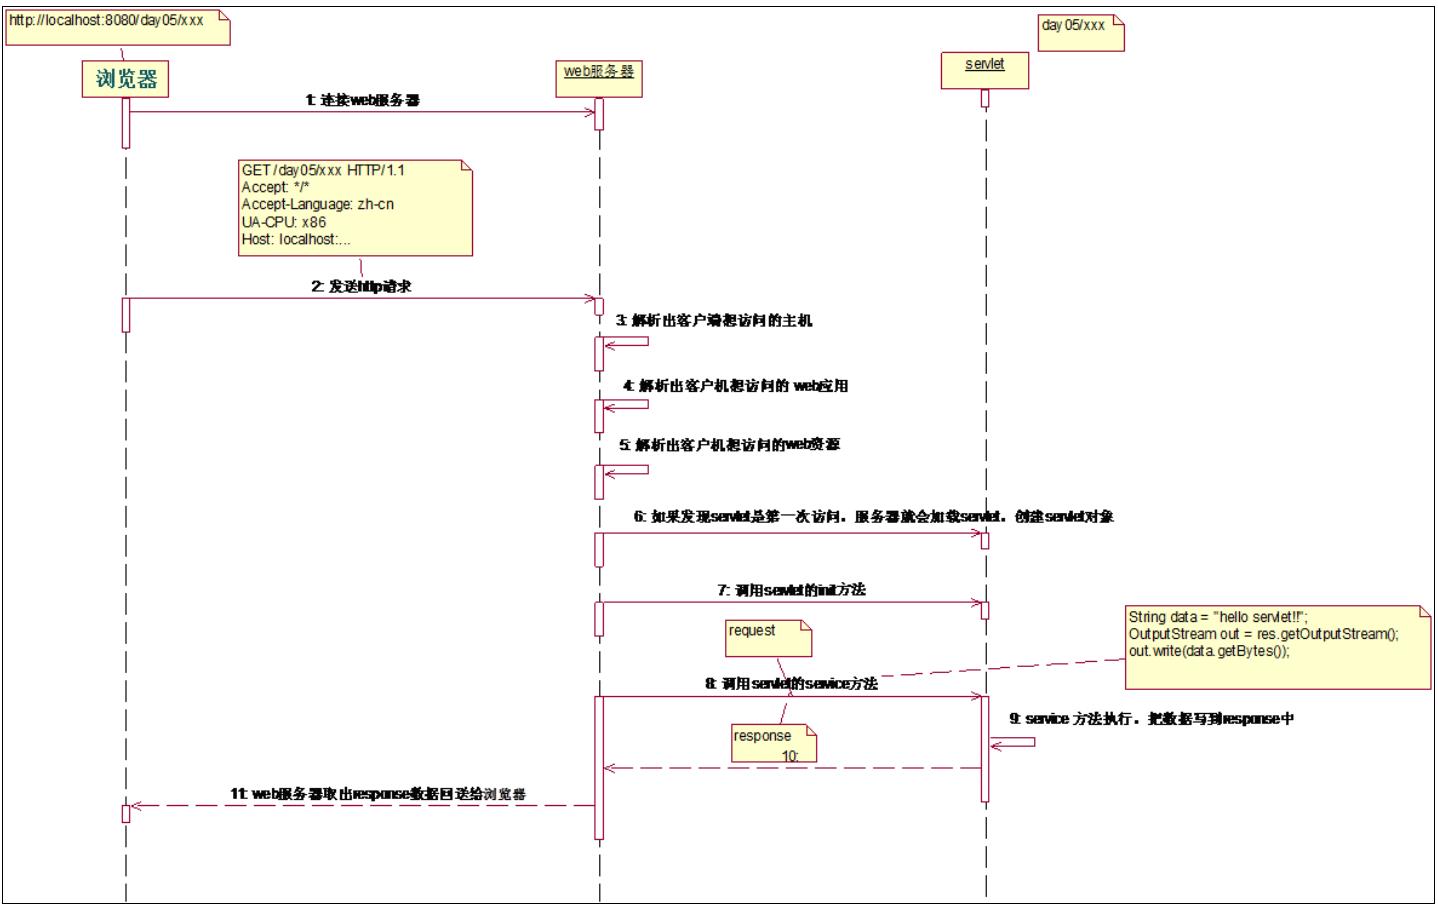 http://localhost:8080/day05/xxx
day05/xxx
浏览器
web服务器
servlet
1: 连接web服务器
GET /day05/xxx HTTP/1.1
Accept: */*
Accept-Language: zh-cn
UA-CPU: x86
Host: localhost:...
2: 发送http请求
3: 解析出客户端想访问的主机
4: 解析出客户机想访问的 web应用
5: 解析出客户机想访问的web资源
6: 如果发现servlet是第一次访问，服务器就会加载servlet，创建servlet对象
7: 调用servlet的init方法
String data = "hello servlet!!";
OutputStream out = res.getOutputStream();
out.write(data.getBytes());
request
8: 调用servlet的service方法
9: service 方法执行，把数据写到response中
response
10:
11: web服务器取出response数据回送给浏览器